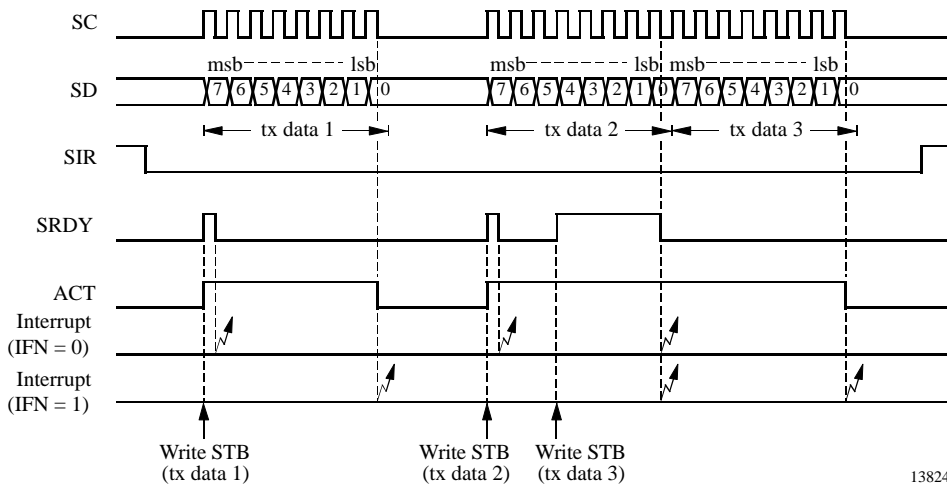 SC
msb lsb msb lsb msb lsb
SD 7 6 5 4 3 2 1 0 7 6 5 4 3 2 1 0 7 6 5 4 3 2 1 0
tx data 1 tx data 2 tx data 3
SIR
SRDY
ACT
Interrupt
(IFN = 0)
Interrupt
(IFN = 1)
Write STB Write STB Write STB
(tx data 1) (tx data 2) (tx data 3)
13824